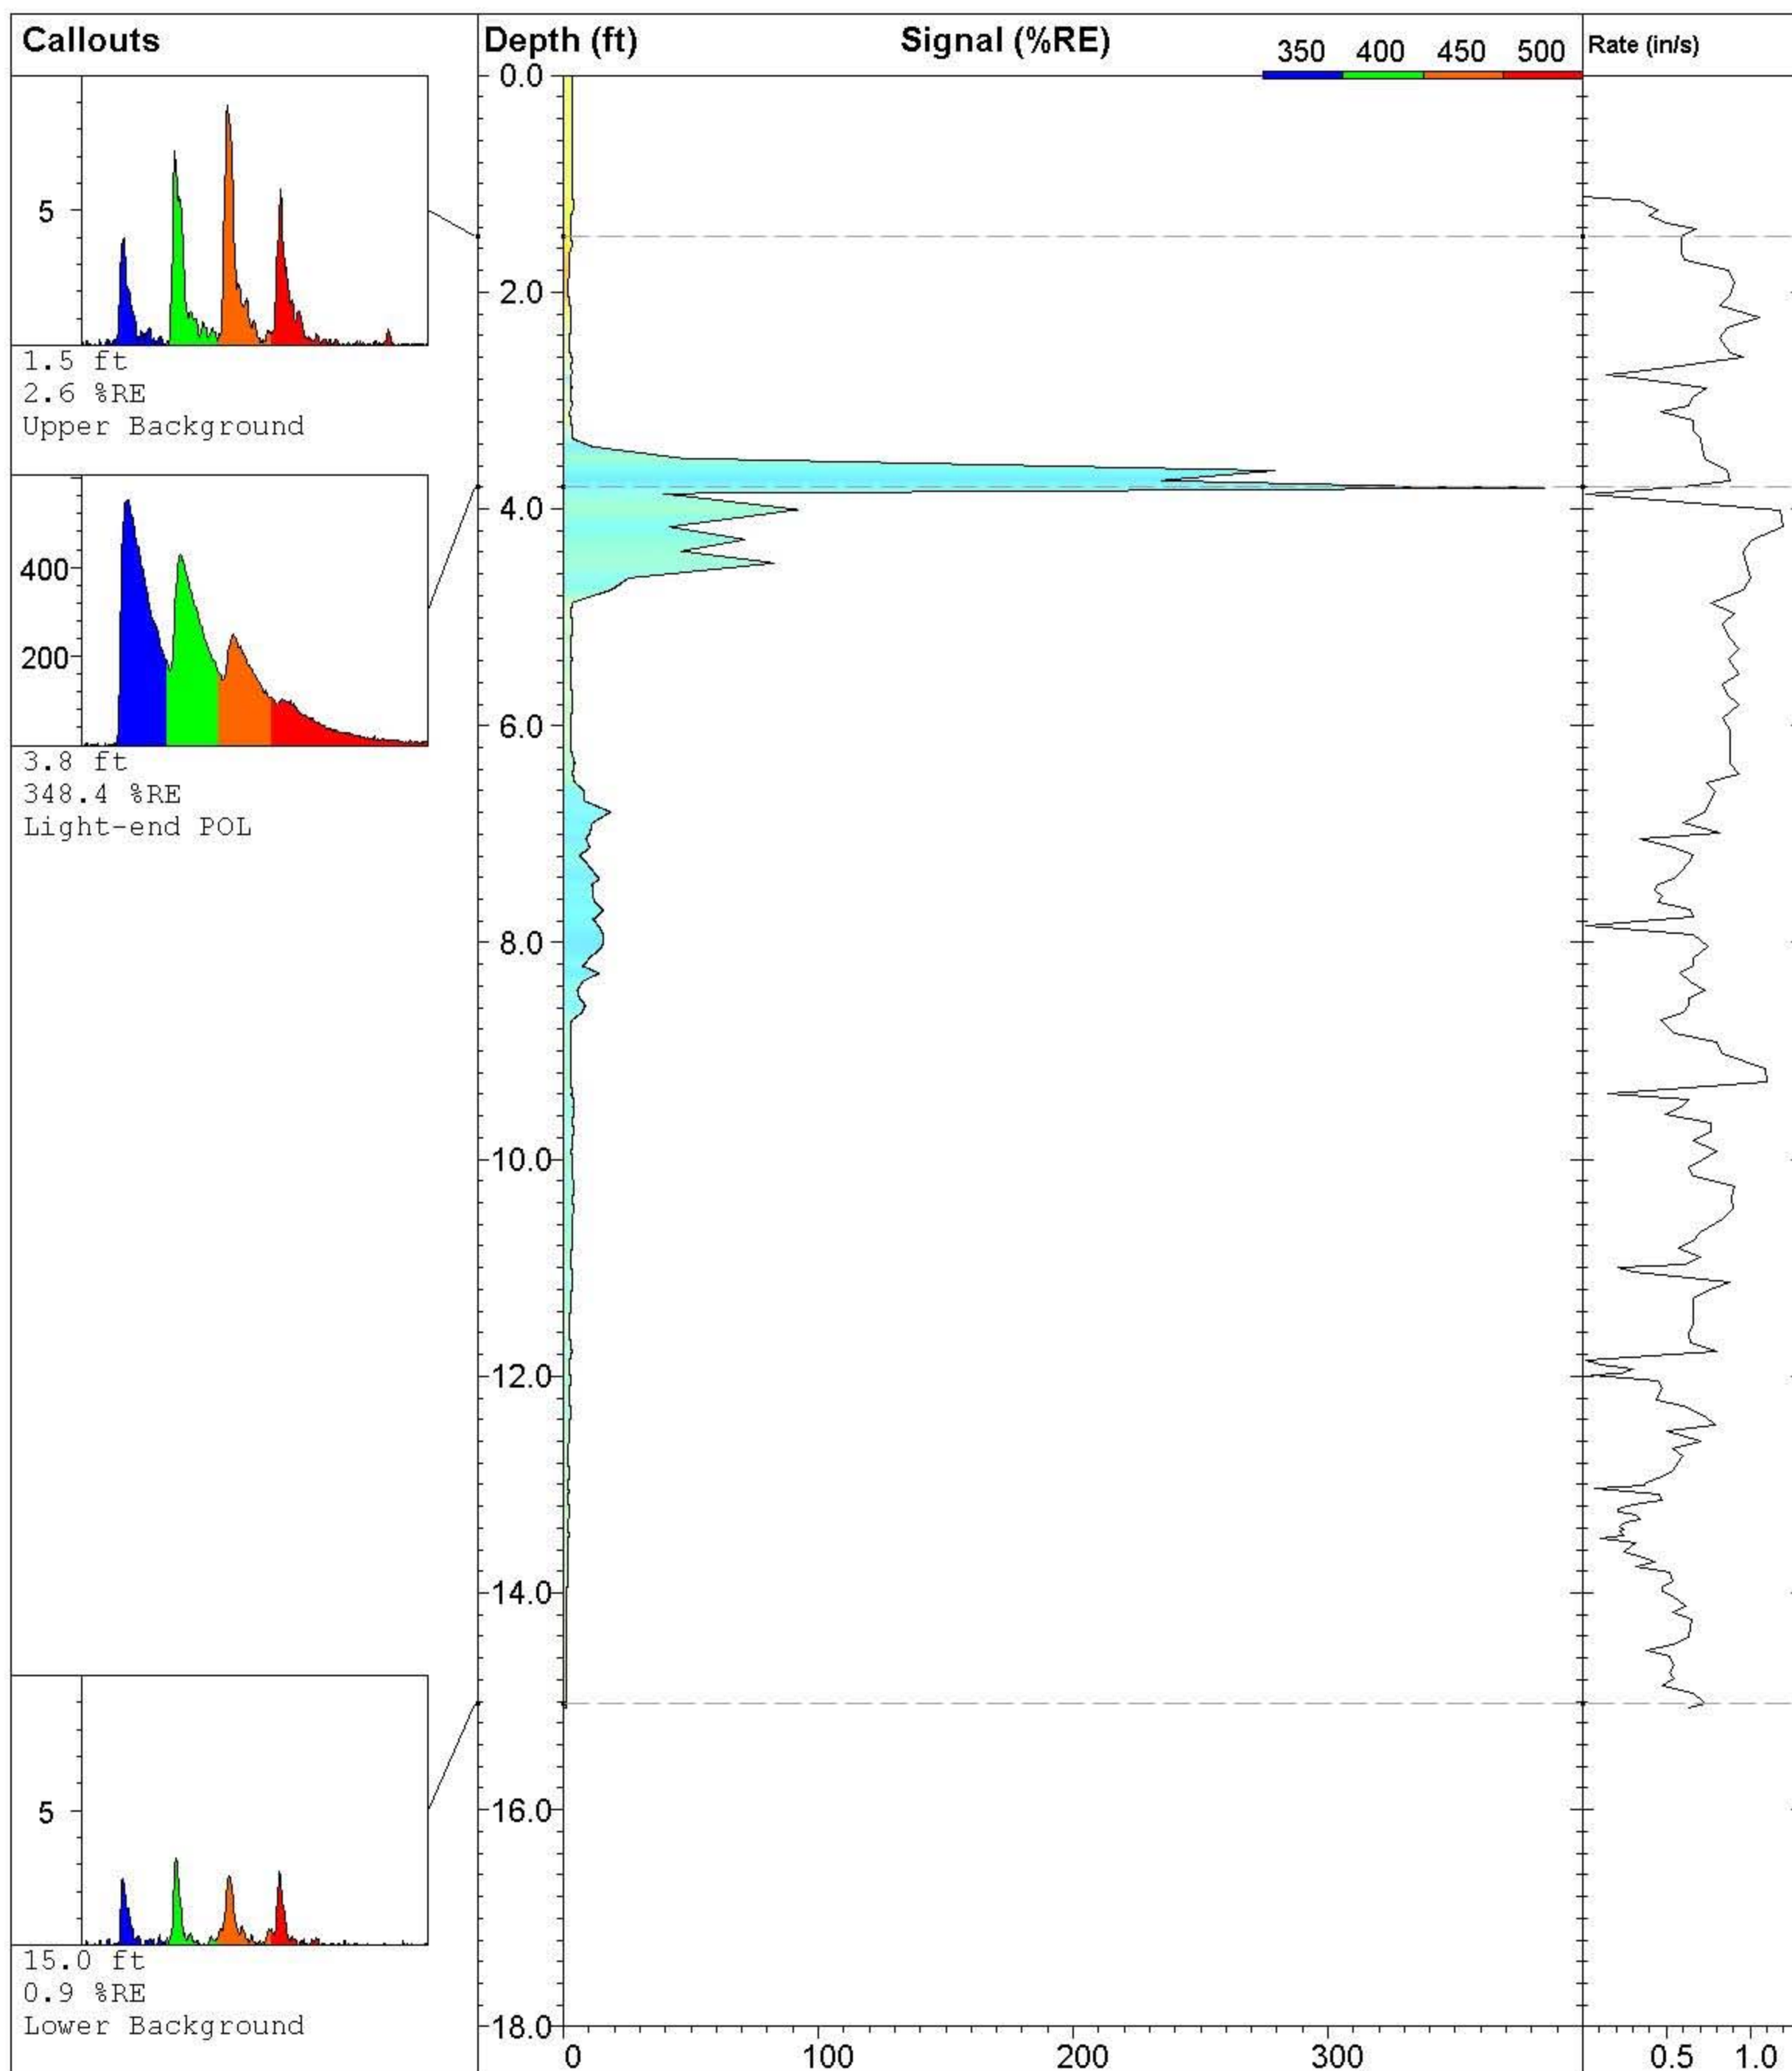 Callouts
Depth (ft)
Signal (%RE)
350 400 450 500
Rate (in/s)
5
1.5 ft
2.6 %RE
Upper Background
400
200
3.8 ft
348.4 %RE
Light-end POL
5
15.0 ft
0.9 %RE
Lower Background
0.0
2.0
4.0
6.0
8.0
10.0
12.0
14.0
16.0
18.0
0 100 200 300
0.5 1.0